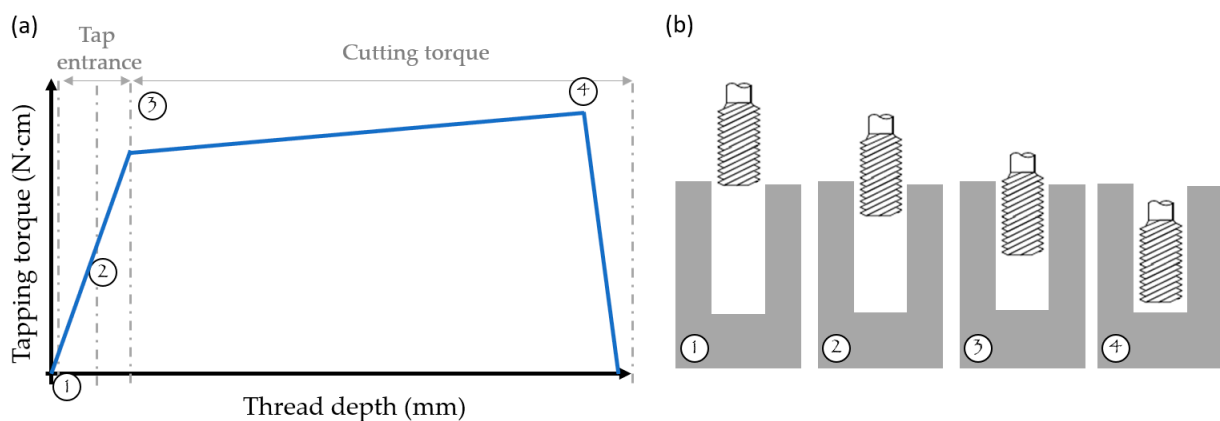 (a)
Tap
entrance
Cutting torque
Tapping torque (N·cm)
1
2
3
4
Thread depth (mm)
(b)
1
2
3
4